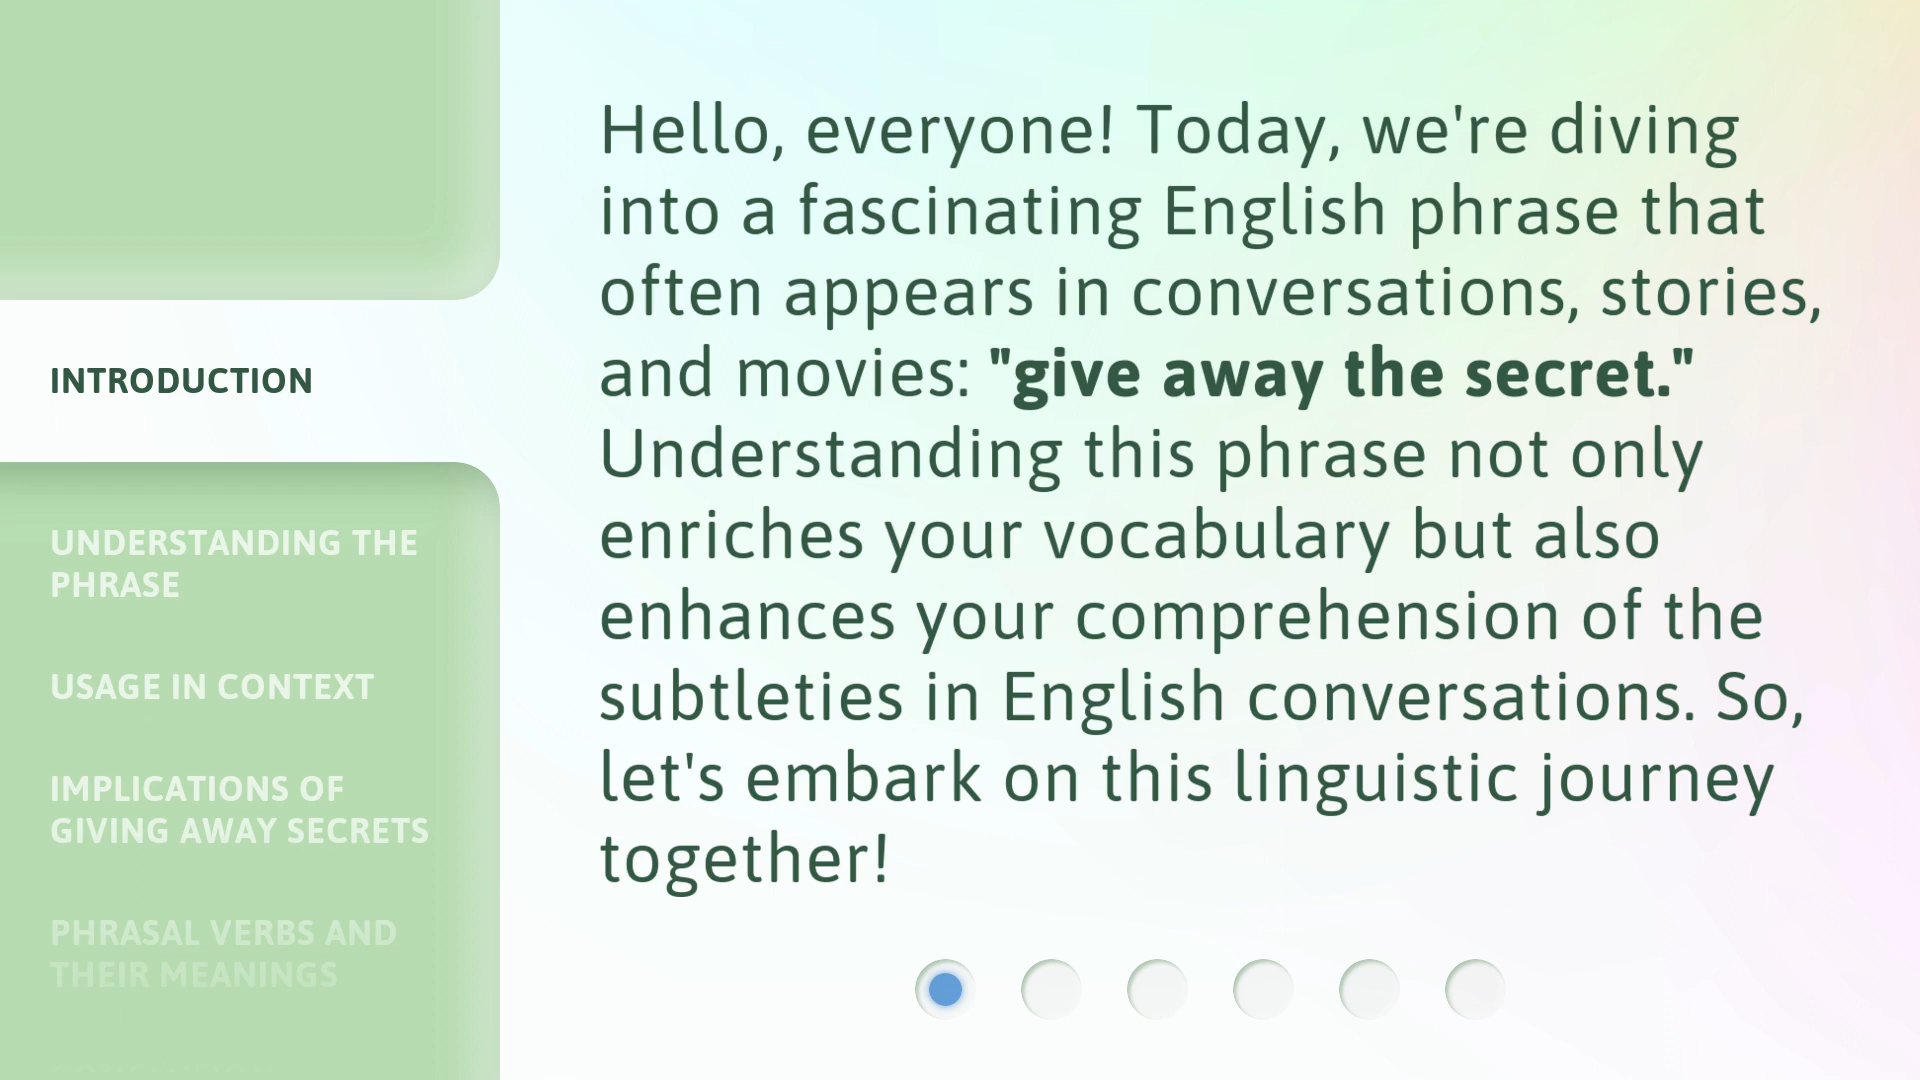 INTRODUCTION
UNDERSTANDING THE
PHRASE
USAGE IN CONTEXT
IMPLICATIONS OF
GIVING AWAY SECRETS
PHRASAL VERBS AND
THEIR MEANINGS
Hello, everyone! Today, we're diving
into a fascinating English phrase that
often appears in conversations, stories,
and movies: "give away the secret."
Understanding this phrase not only
enriches your vocabulary but also
enhances your comprehension of the
subtleties in English conversations. So,
let's embark on this linguistic journey
together!